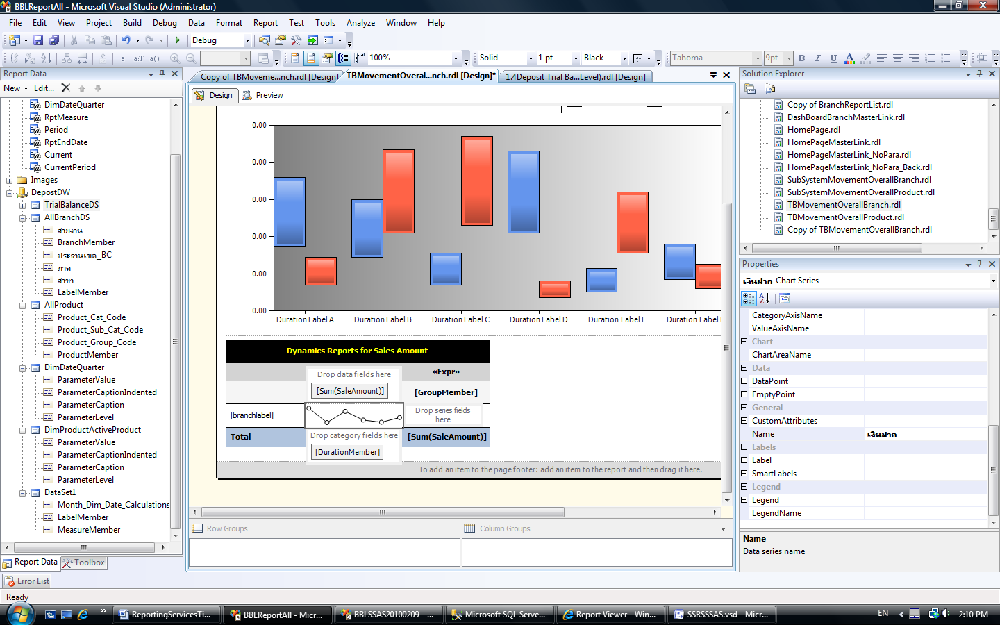 BBLReportAll - Microsoft Visual Studio (Administrator)
File Edit View Project Build Debug Data Format Report Test Tools Analyze Window Help
Debug
100% Solid 1 pt Black Tahoma 9pt B I U
Report Data
New Edit...
DimDateQuarter
RptMeasure
Period
RptEndDate
Current
CurrentPeriod
Images
DepostDW
TrialBalanceDS
AllBranchDS
สายงาน
BranchMember
ประธานเขต_BC
ภาค
สาขา
LabelMember
AllProduct
Product_Cat_Code
Product_Sub_Cat_Code
Product_Group_Code
ProductMember
DimDateQuarter
ParameterValue
ParameterCaptionIndented
ParameterCaption
ParameterLevel
DimProductActiveProduct
ParameterValue
ParameterCaptionIndented
ParameterCaption
ParameterLevel
DataSet1
Month_Dim_Date_Calculations
LabelMember
MeasureMember
Report Data Toolbox
Error List
Ready
Copy of TBMoveme...nch.rdl [Design] TBMovementOveral...nch.rdl [Design]* 1.4Deposit Trial Ba...Level).rdl [Design]
Design Preview
0.00
0.00
0.00
0.00
0.00
0.00
Duration Label A Duration Label B Duration Label C Duration Label D Duration Label E Duration Label
Dynamics Reports for Sales Amount
Drop data fields here
«Expr»
[Sum(SaleAmount)]
[GroupMember]
[branchlabel]
Drop series fields
here
Total
Drop category fields here
[Sum(SaleAmount)]
[DurationMember]
To add an item to the page footer: add an item to the report and then drag it here.
Row Groups Column Groups
Solution Explorer
Copy of BranchReportList.rdl
DashBoardBranchMasterLink.rdl
HomePage.rdl
HomePageMasterLink.rdl
HomePageMasterLink_NoPara.rdl
HomePageMasterLink_NoPara_Back.rdl
SubSystemMovementOverallBranch.rdl
SubSystemMovementOverallProduct.rdl
TBMovementOverallBranch.rdl
TBMovementOverallProduct.rdl
Copy of TBMovementOverallBranch.rdl
Properties
เงินฝาก Chart Series
CategoryAxisName
ValueAxisName
Chart
ChartAreaName
Data
DataPoint
EmptyPoint
General
CustomAttributes
Name เงินฝาก
Labels
Label
SmartLabels
Legend
Legend
LegendName
Name
Data series name
ReportingServicesTi... BBLReportAll - Micr... BBLSSAS20100209 - ... Microsoft SQL Serve... Report Viewer - Win... SSRSSSAS.vsd - Micr... EN 2:10 PM